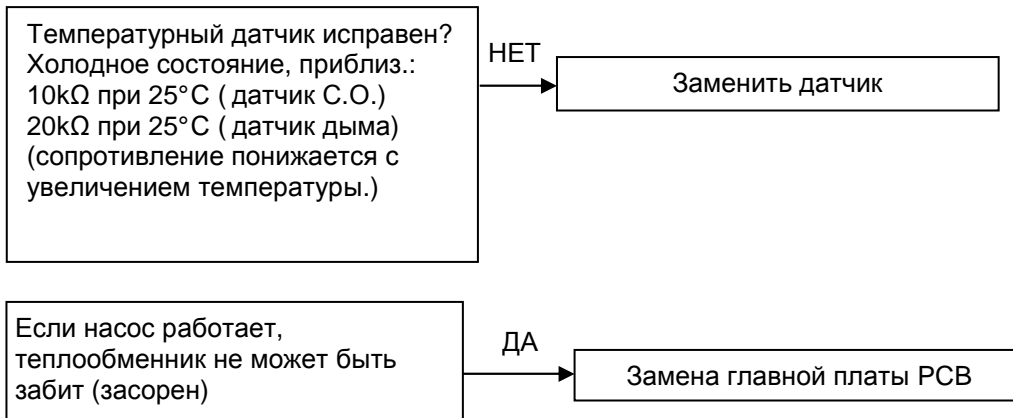 Температурный датчик исправен?
Холодное состояние, приблиз.:
10kΩ при 25°C ( датчик С.О.)
20kΩ при 25°C ( датчик дыма)
(сопротивление понижается с
увеличением температуры.)
НЕТ
Заменить датчик
Если насос работает,
теплообменник не может быть
забит (засорен)
ДА
Замена главной платы PCB